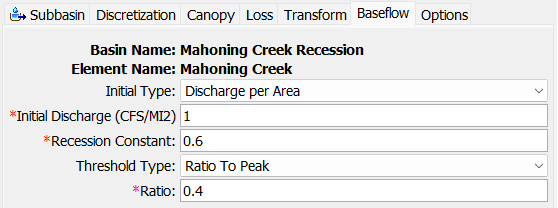 Subbasin Discretization Canopy Loss Transform Baseflow Options
Basin Name: Mahoning Creek Recession
Element Name: Mahoning Creek
Initial Type: Discharge per Area
*Initial Discharge (CFS/MI2) 1
*Recession Constant: 0.6
Threshold Type: Ratio To Peak
*Ratio: 0.4